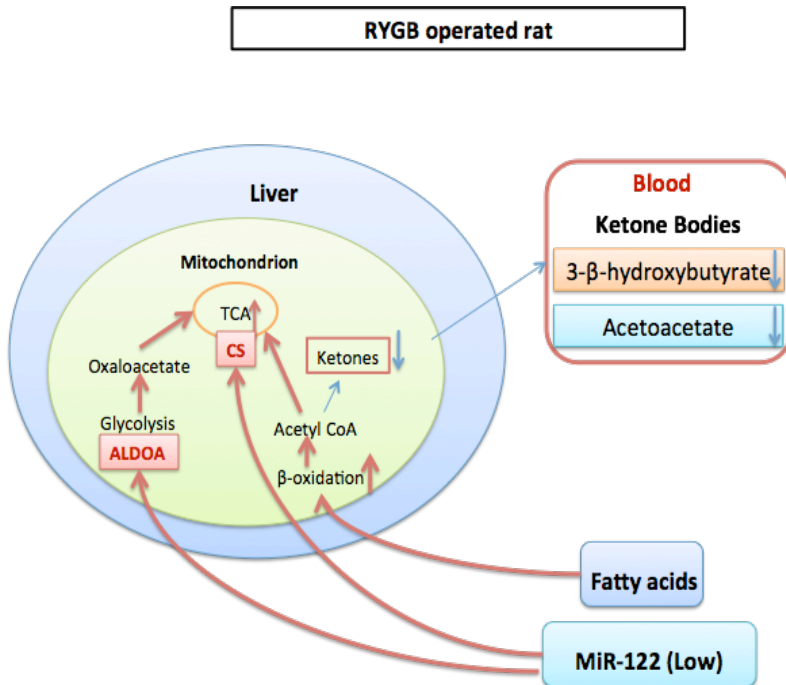 RYGB operated rat
Liver
Mitochondrion
TCA
CS
Oxaloacetate
Ketones
Glycolysis
ALDOA
Acetyl CoA
β-oxidation
Blood
Ketone Bodies
3-β-hydroxybutyrate
Acetoacetate
Fatty acids
MiR-122 (Low)